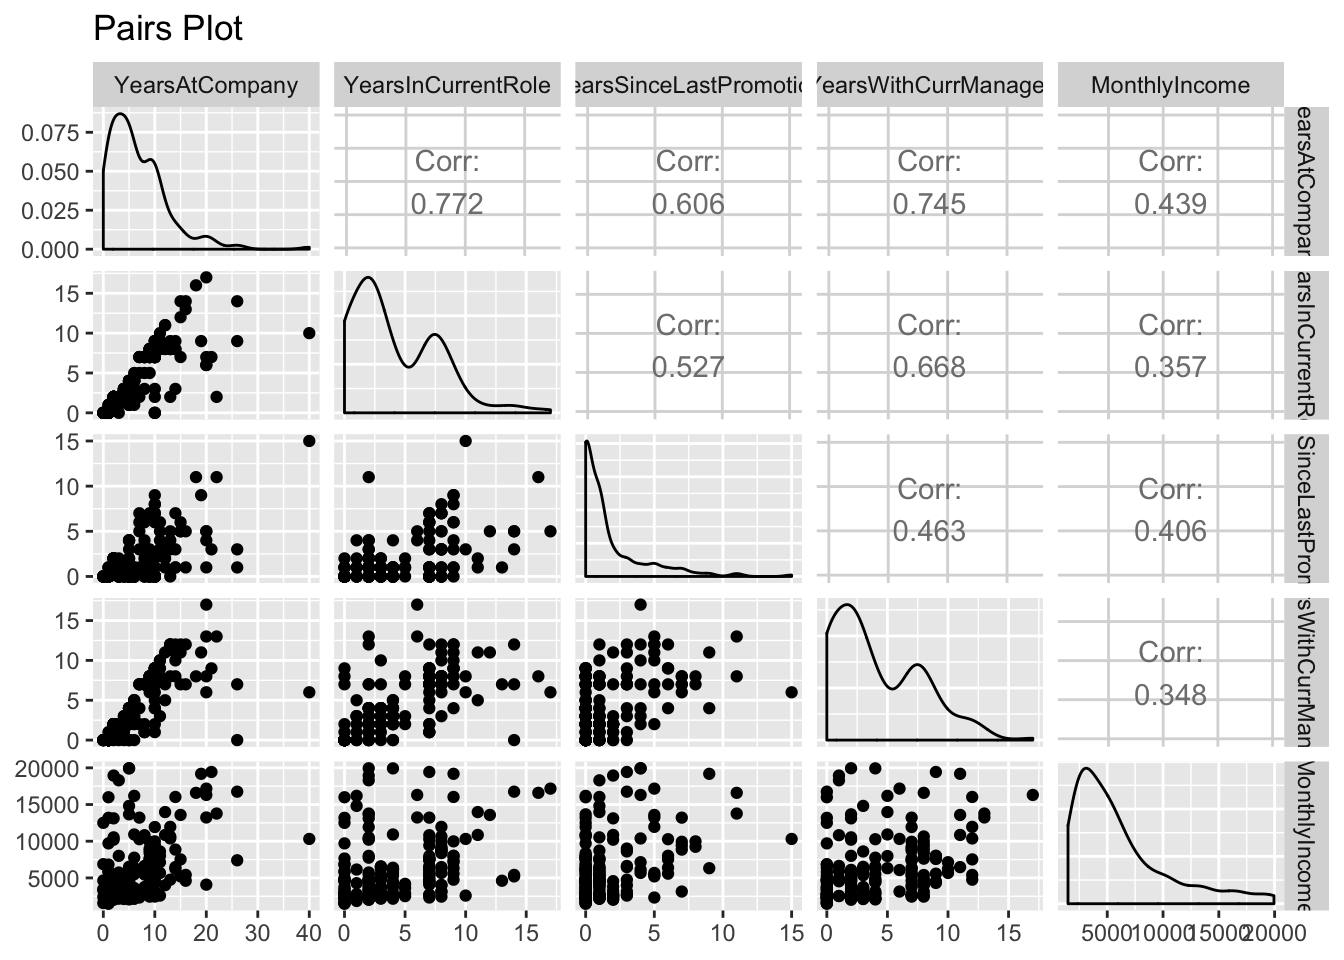 Pairs Plot
YearsAtCompany YearsInCurrentRole earsSinceLastPromotio YearsWithCurrManage MonthlyIncome
0.075
0.050
0.025
0.000
Corr:
0.772
Corr:
0.606
Corr:
0.745
Corr:
0.439
earsAtCompan
15
10
5
0
Corr:
0.527
Corr:
0.668
Corr:
0.357
arsInCurrentR
15
10
5
0
Corr:
0.463
Corr:
0.406
SinceLastPron
15
10
5
0
Corr:
0.348
sWithCurrMan
20000
15000
10000
5000
MonthlyIncome
0 10 20 30 40 0 5 10 15 0 5 10 15 0 5 10 15 5000 10000 15000 20000